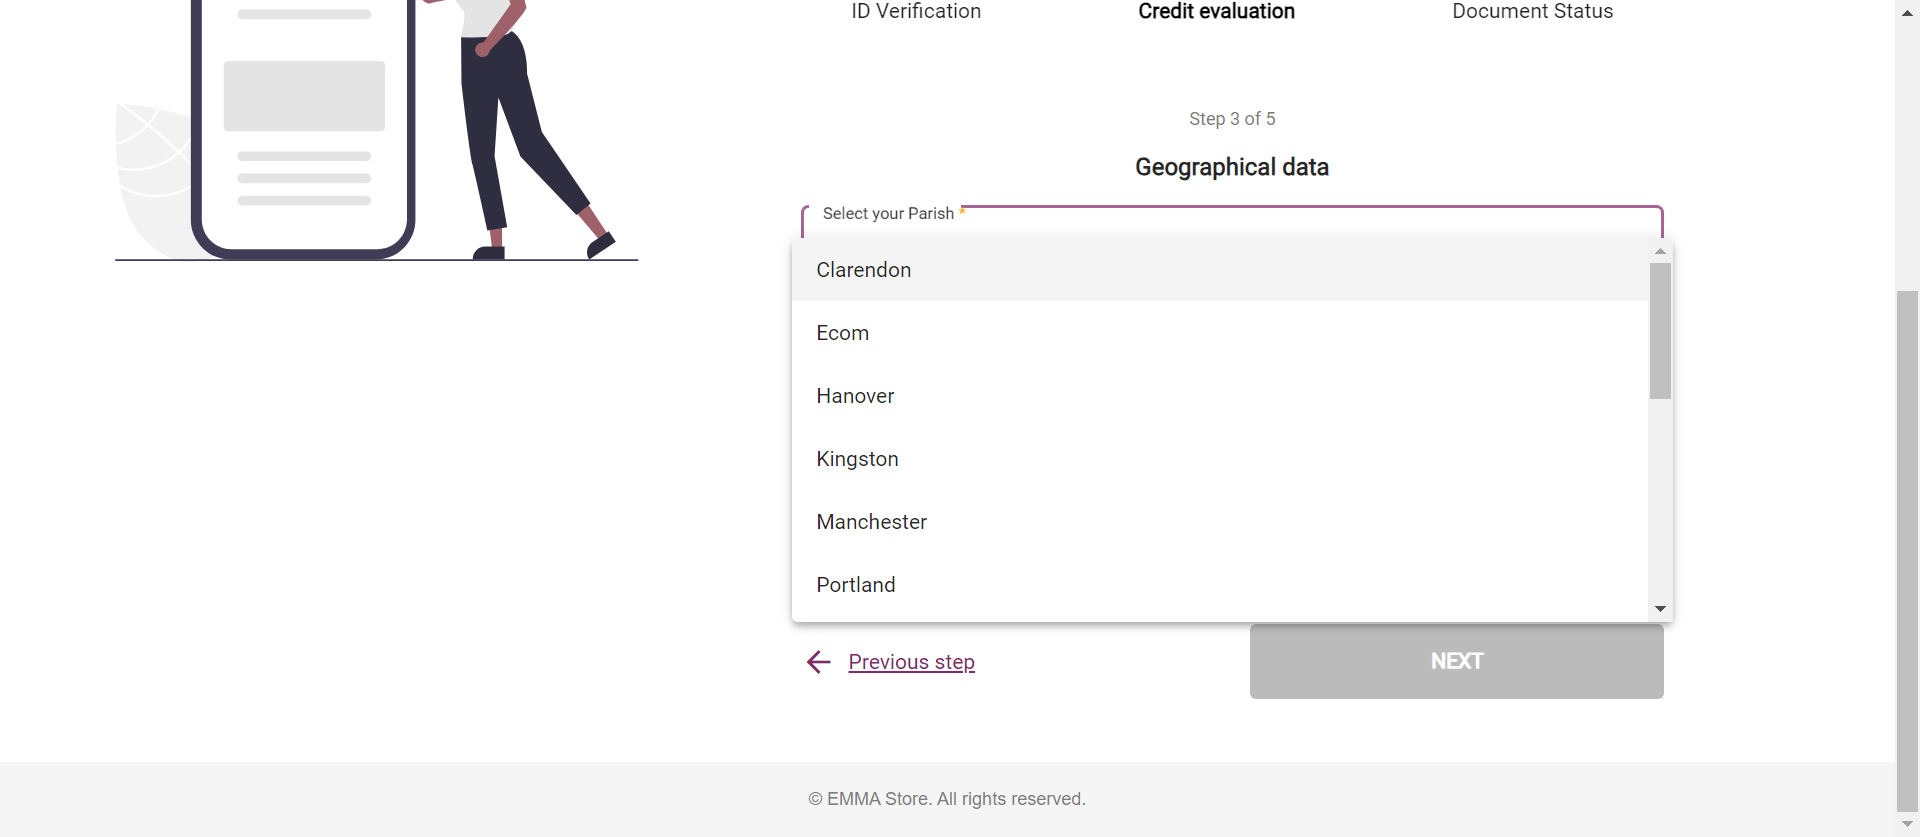 ID Verification
Credit evaluation
Document Status
Step 3 of 5
Geographical data
Select your Parish *
Clarendon
Ecom
Hanover
Kingston
Manchester
Portland
Previous step
NEXT
© EMMA Store. All rights reserved.